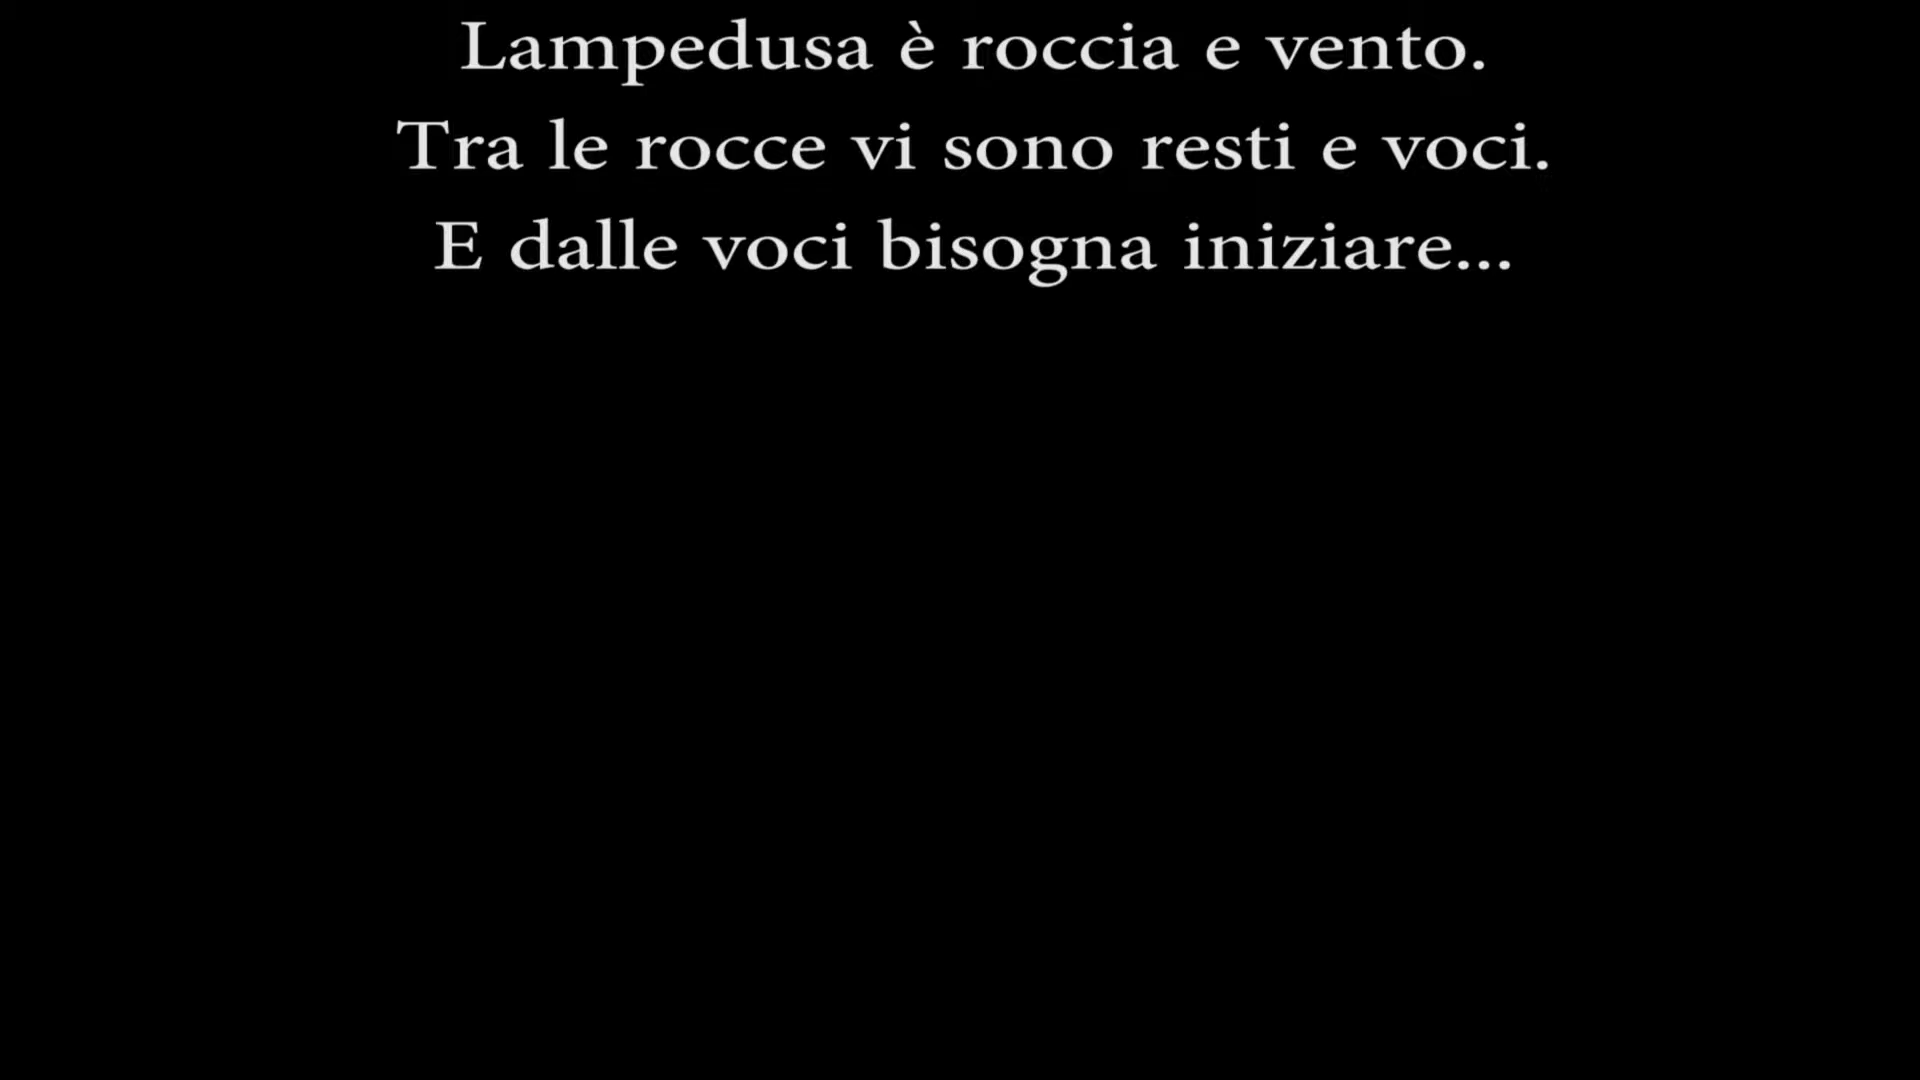 Lampedusa è roccia e vento.
Tra le rocce vi sono resti e voci.
E dalle voci bisogna iniziare...